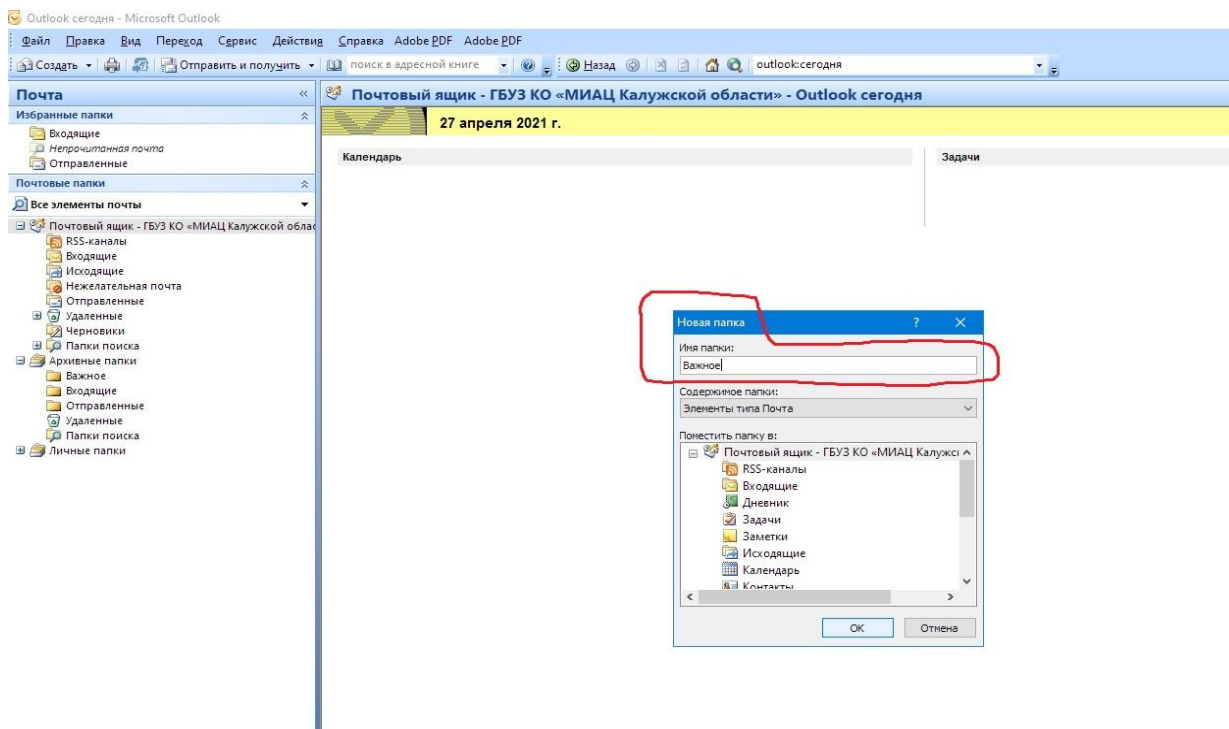 Outlook сегодня - Microsoft Outlook
Файл Правка Вид Переход Сервис Действия Справка Adobe PDF Adobe PDF
Создать Отправить и получить поиск в адресной книге Назад outlook:сегодня
Почта
Избранные папки
Входящие
Непрочитанная почта
Отправленные
Почтовые папки
Все элементы почты
Почтовый ящик - ГБУЗ КО «МИАЦ Калужской облас
RSS-каналы
Входящие
Исходящие
Нежелательная почта
Отправленные
Удаленные
Черновики
Папки поиска
Архивные папки
Важное
Входящие
Отправленные
Удаленные
Папки поиска
Личные папки
Почтовый ящик - ГБУЗ КО «МИАЦ Калужской области» - Outlook сегодня
27 апреля 2021 г.
Календарь
Задачи
Новая папка ?
Имя папки:
Важное
Содержимое папки:
Элементы типа Почта
Поместить папку в:
Почтовый ящик - ГБУЗ КО «МИАЦ Калужс
RSS-каналы
Входящие
Дневник
Задачи
Заметки
Исходящие
Календарь
Контакты
ОК Отмена